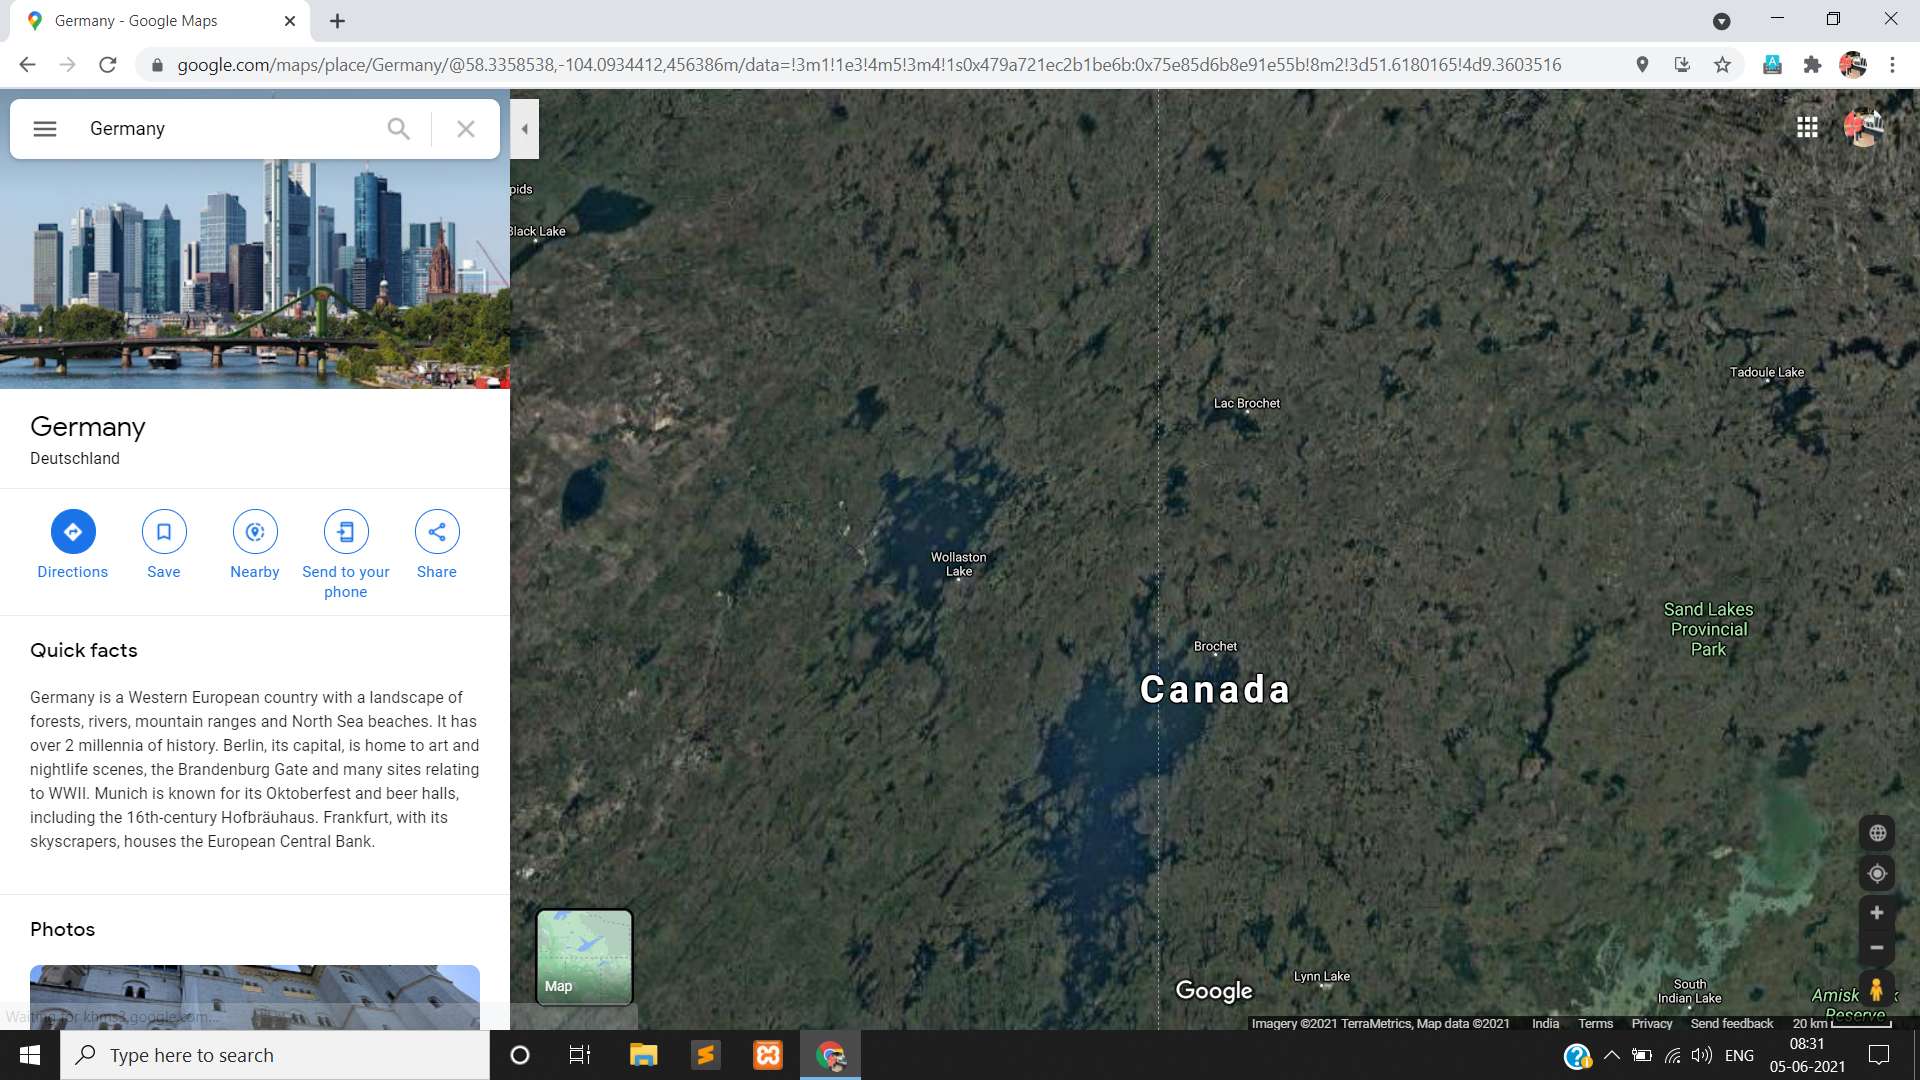 Germany - Google Maps
google.com/maps/place/Germany/@58.3358538,-104.0934412,456386m/data=!3m1!1e3!4m5!3m4!1s0x479a721ec2b1be6b:0x75e85d6b8e91e55b!8m2!3d51.6180165!4d9.3603516
Germany
Germany
Deutschland
Directions
Save
Nearby
Send to your
phone
Share
Quick facts
Germany is a Western European country with a landscape of
forests, rivers, mountain ranges and North Sea beaches. It has
over 2 millennia of history. Berlin, its capital, is home to art and
nightlife scenes, the Brandenburg Gate and many sites relating
to WWII. Munich is known for its Oktoberfest and beer halls,
including the 16th-century Hofbräuhaus. Frankfurt, with its
skyscrapers, houses the European Central Bank.
Photos
Waiting for khms3.google.com...
pids
Black Lake
Tadoule Lake
Lac Brochet
Wollaston
Lake
Sand Lakes
Provincial
Park
Brochet
Canada
Map
Google
Lynn Lake
South
Indian Lake
Amisk
Reserve
Imagery ©2021 TerraMetrics, Map data ©2021
India
Terms
Privacy
Send feedback
20 km
Type here to search
ENG
08:31
05-06-2021